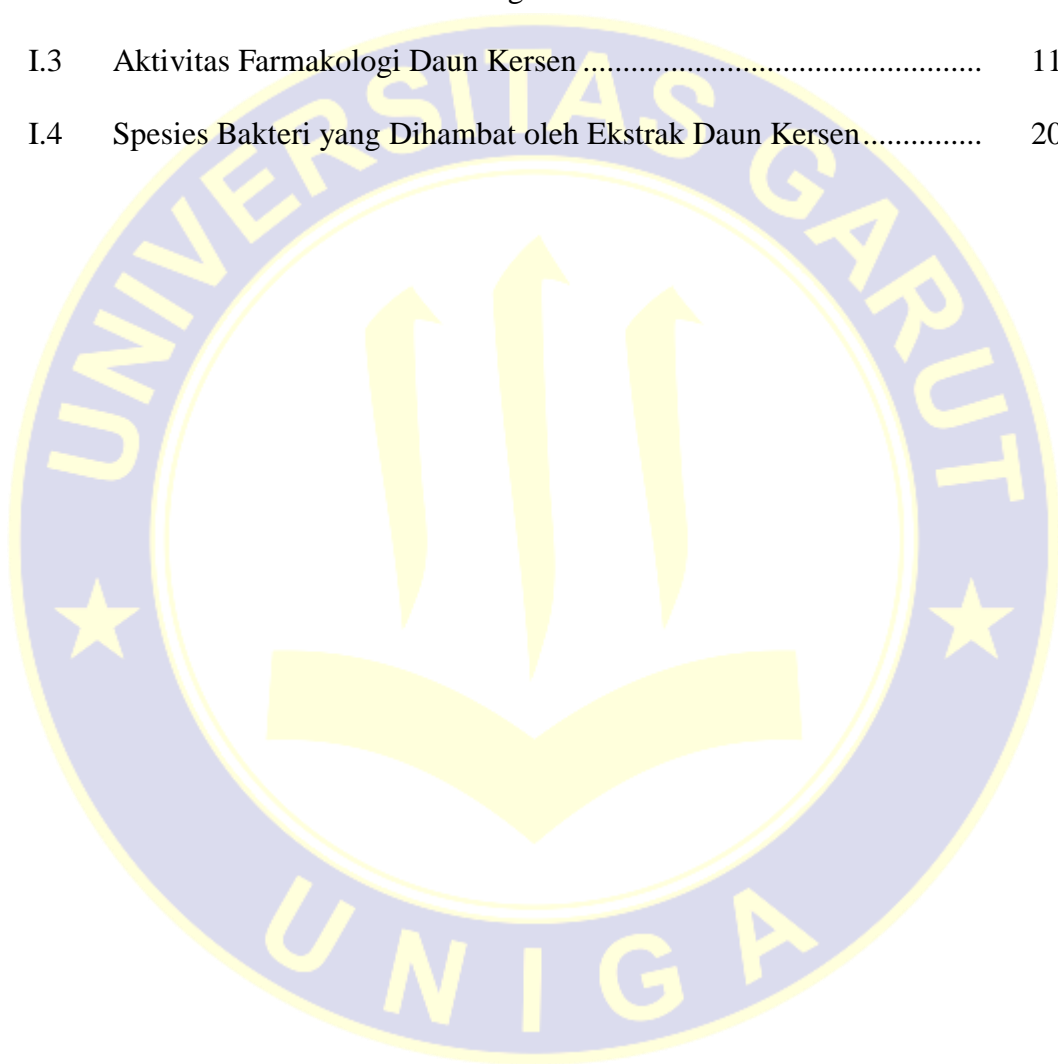 I.3 Aktivitas Farmakologi Daun Kersen ................................................. 11
I.4 Spesies Bakteri yang Dihambat oleh Ekstrak Daun Kersen ............... 20
UNIVERSITAS GARUT
UNIGA